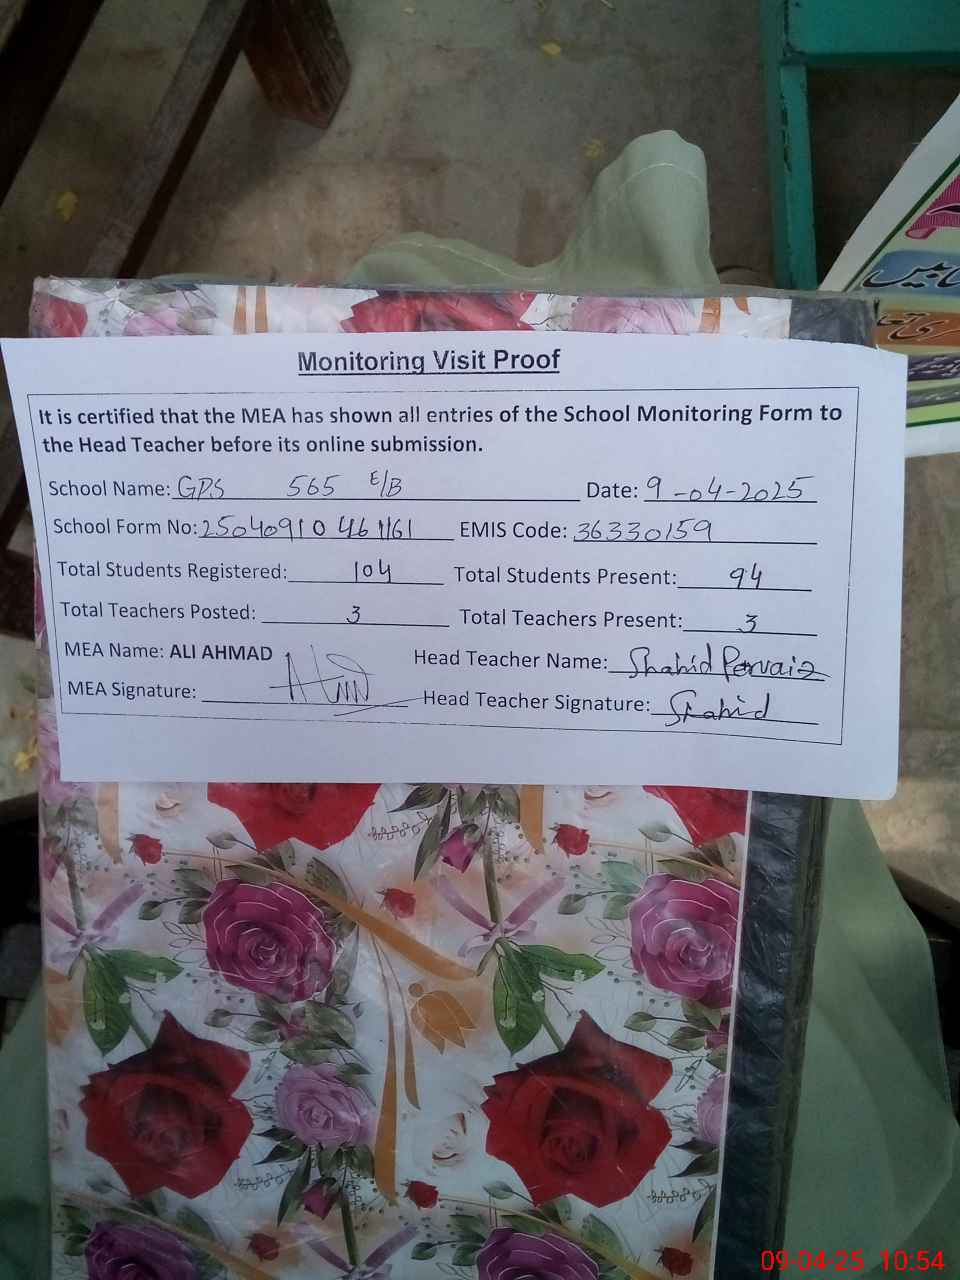 Monitoring Visit Proof
It is certified that the MEA has shown all entries of the School Monitoring Form to
the Head Teacher before its online submission.
School Name: GPS 565 E/B Date: 9-04-2025
School Form No: 25040910461161 EMIS Code: 36330159
Total Students Registered: 104 Total Students Present: 94
Total Teachers Posted: 3 Total Teachers Present: 3
MEA Name: ALI AHMAD Head Teacher Name: Shahid Pervaiz
MEA Signature: Head Teacher Signature: Shahid
09-04-25 10:54